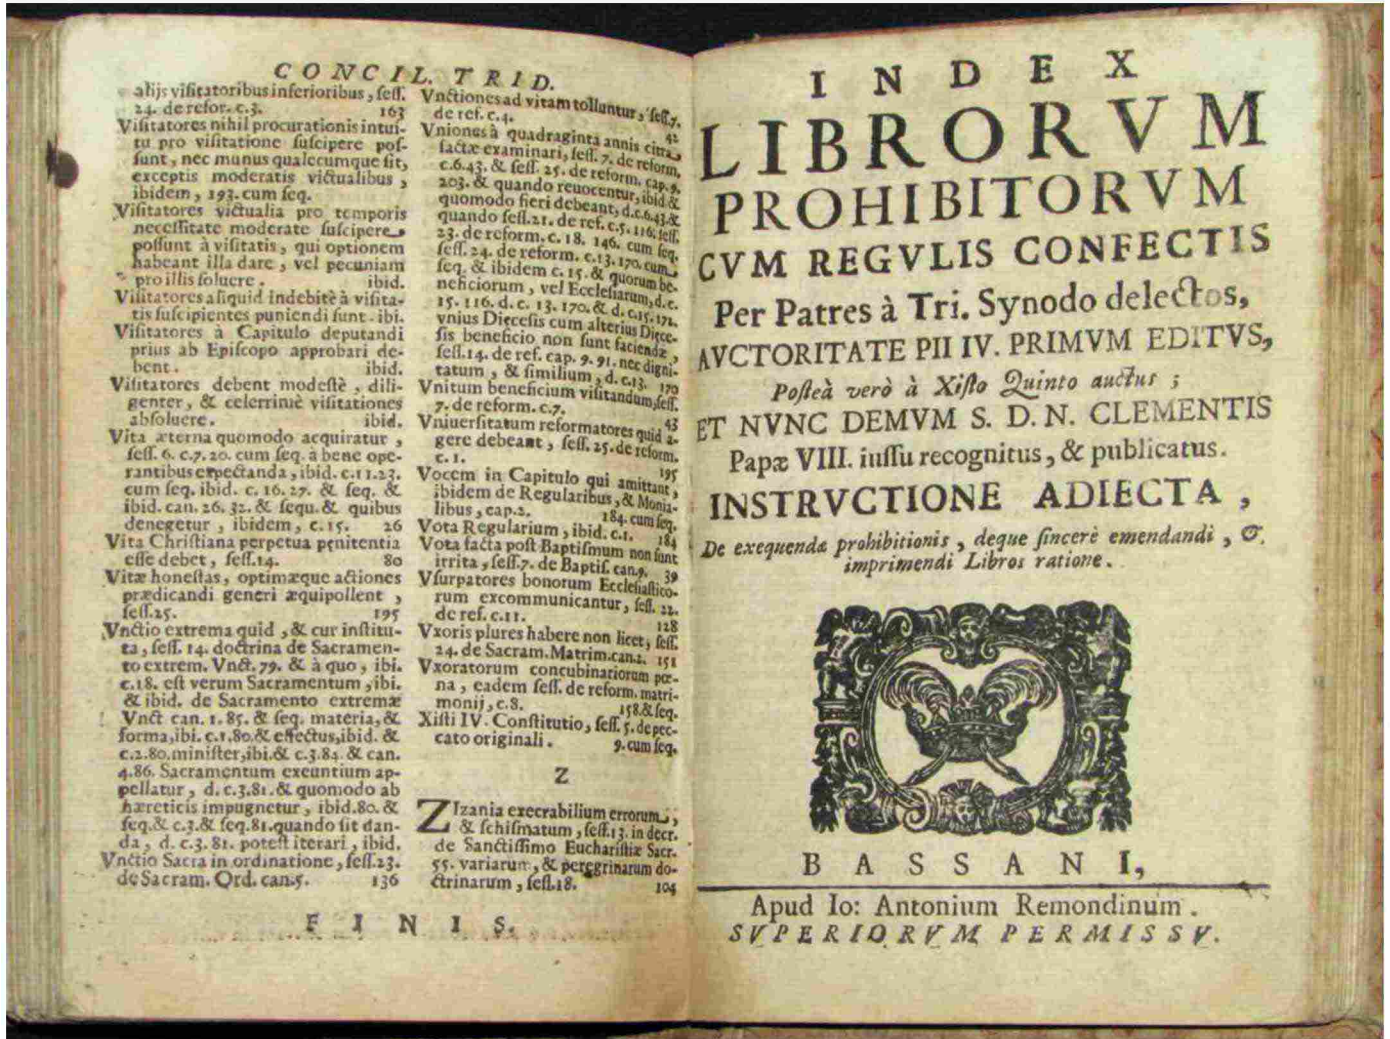 CONCIL. TRID.
alijs visitatoribus inferioribus, sess.
24. de refor. c.3. 163
Visitatores nihil procurationis intui-
tu pro visitatione suscipere pos-
sunt, nec munus qualecumque sit,
exceptis moderatis victualibus,
ibidem, 193. cum seq.
Visitatores victualia pro temporis
necessitate moderate suscipere
possunt à visitatis, qui optionem
habeant illa dare, vel pecuniam
pro illis soluere. ibid.
Visitatores aliquid indebitè à visita-
tis suscipientes puniendi sunt. ibi.
Visitatores à Capitulo deputandi
prius ab Episcopo approbari de-
bent. ibid.
Visitatores debent modestè, dili-
genter, & celerrimè visitationes
absoluere. ibid.
Vita æterna quomodo acquiratur,
sess. 6. c.7.20. cum seq. à bene ope-
rantibus expectanda, ibid. c.11.23.
cum seq. ibid. c. 16. 27. & seq. &
ibid. can. 26. 32. & sequ. & quibus
denegetur, ibidem, c. 15. 26
Vita Christiana perpetua pęnitentia
esse debet, sess.14. 80
Vitæ honestas, optimæque actiones
prædicandi generi æquipollent,
sess.25. 195
Vnctio extrema quid, & cur institu-
ta, sess. 14. doctrina de Sacramen-
to extrem. Vnct. 79. & à quo, ibi.
c.18. est verum Sacramentum, ibi.
& ibid. de Sacramento extremæ
Vnct can. 1. 85. & seq. materia, &
forma, ibi. c.1.80.& effectus, ibid. &
c.2.80. minister, ibi.& c.3.84. & can.
4.86. Sacramentum exeuntium ap-
pellatur, d. c.3.81.& quomodo ab
hæreticis impugnetur, ibid.80. &
seq.& c.3.& seq.81.quando sit dan-
da, d. c.3. 81. potest iterari, ibid.
Vnctio Sacra in ordinatione, sess.23.
de Sacram. Ord. can.5. 136
Vnctiones ad vitam tolluntur, sess.7.
de ref. c.4. 42
Vniones à quadraginta annis citra
factæ examinari, sess. 7. de reform.
c.6.43. & sess. 25. de reform. cap.9.
203. & quando reuocentur, ibid &
quomodo fieri debeant, d.c.6.43.&
quando sess.21. de ref. c.5. 116. sess.
23. de reform. c. 18. 146. cum seq.
sess. 24. de reform. c.13. 170. cum
seq. & ibidem c. 15. & quorum be-
neficiorum, vel Ecclesiarum, d. c.
15. 116. d. c. 13. 170. & d. c.15. 172.
vnius Diœcesis cum alterius Diœce-
sis beneficio non sunt faciendæ,
sess.14. de ref. cap. 9. 91. nec digni-
tatum, & similium, d. c.13. 170
Vnitum beneficium visitandum, sess.
7. de reform. c.7. 43
Vniuersitatum reformatores quid a-
gere debeant, sess. 25. de reform.
c. 1. 195
Vocem in Capitulo qui amittant,
ibidem de Regularibus, & Monia-
libus, cap.2. 184. cum seq.
Vota Regularium, ibid. c.1. 184
Vota facta post Baptismum non sunt
irrita, sess.7. de Baptis. can.9. 39
Vsurpatores bonorum Ecclesiastico-
rum excommunicantur, sess. 22.
de ref. c.11. 128
Vxoris plures habere non licet, sess.
24. de Sacram. Matrim. can.2. 151
Vxoratorum concubinariorum pœ-
na, eadem sess. de reform. matri-
monij, c.8. 158.& seq.
Xisti IV. Constitutio, sess. 5. de pec-
cato originali. 9. cum seq.
Z
ZIzania execrabilium errorum,
& schismatum, sess.13. in decr.
de Sanctissimo Eucharistiæ Sacr.
55. variarum, & peregrinarum do-
ctrinarum, sess.18. 104
FINIS.
INDEX
LIBRORVM
PROHIBITORVM
CVM REGVLIS CONFECTIS
Per Patres à Tri. Synodo delectos,
AVCTORITATE PII IV. PRIMVM EDITVS,
Posteà verò à Xisto Quinto auctus;
ET NVNC DEMVM S. D. N. CLEMENTIS
Papæ VIII. iussu recognitus, & publicatus.
INSTRVCTIONE ADIECTA,
De exequendæ prohibitionis, deque sincerè emendandi, &
imprimendi Libros ratione.
BASSANI,
Apud Io: Antonium Remondinum.
SVPERIORVM PERMISSV.